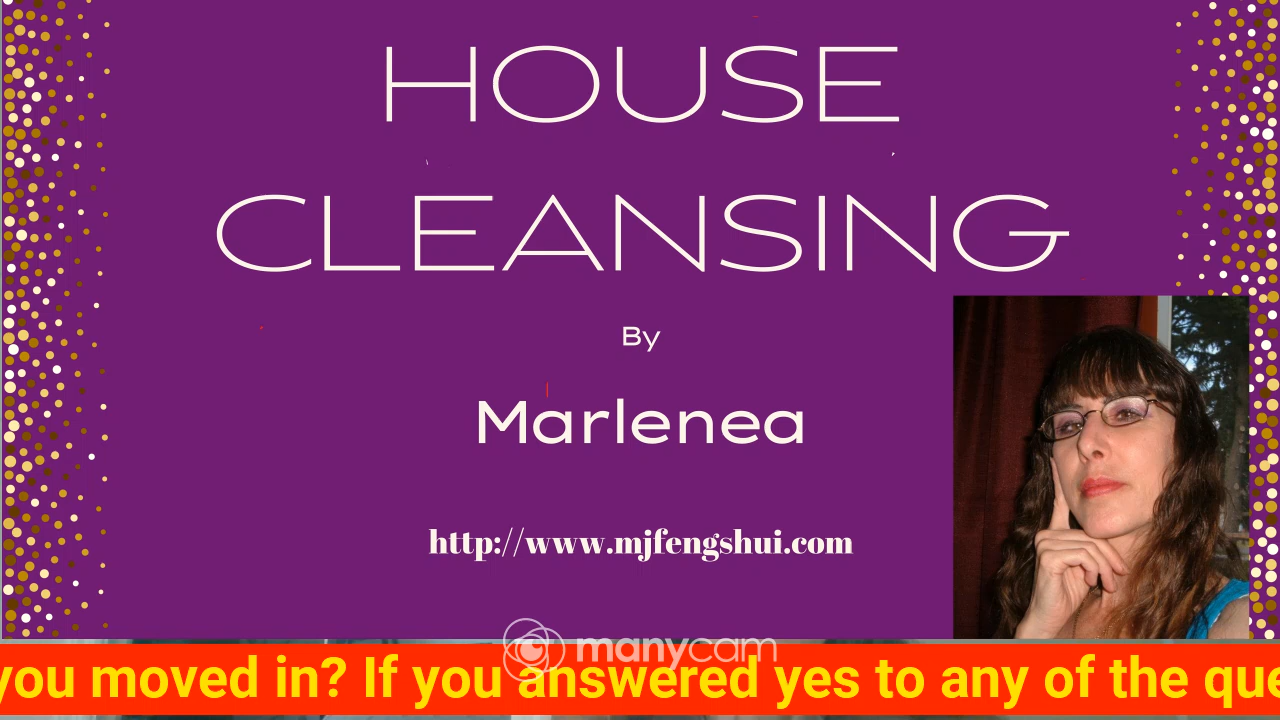 HOUSE
CLEANSING
By
Marlenea
http://www.mjfengshui.com
manycam
you moved in? If you answered yes to any of the